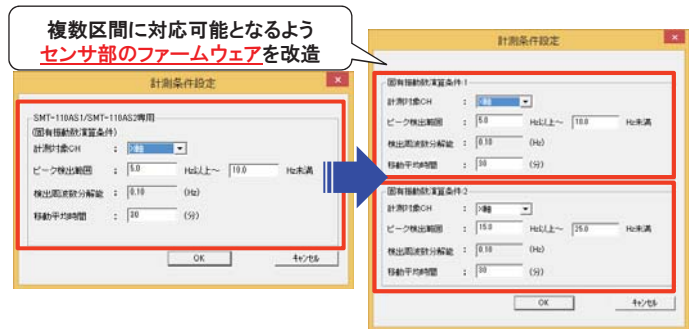 複数区間に対応可能となるよう
センサ部のファームウェアを改造
計測条件設定
SMT-110AS1/SMT-110AS2専用
(固有振動数演算条件)
計測対象CH : X軸
ピーク検出範囲 : 5.0 Hz以上～ 10.0 Hz未満
検出周波数分解能 : 0.10 (Hz)
移動平均時間 : 30 (分)
OK キャンセル
計測条件設定
固有振動数演算条件-1
計測対象CH : X軸
ピーク検出範囲 : 5.0 Hz以上～ 10.0 Hz未満
検出周波数分解能 : 0.10 (Hz)
移動平均時間 : 30 (分)
固有振動数演算条件-2
計測対象CH : X軸
ピーク検出範囲 : 15.0 Hz以上～ 25.0 Hz未満
検出周波数分解能 : 0.10 (Hz)
移動平均時間 : 30 (分)
OK キャンセル